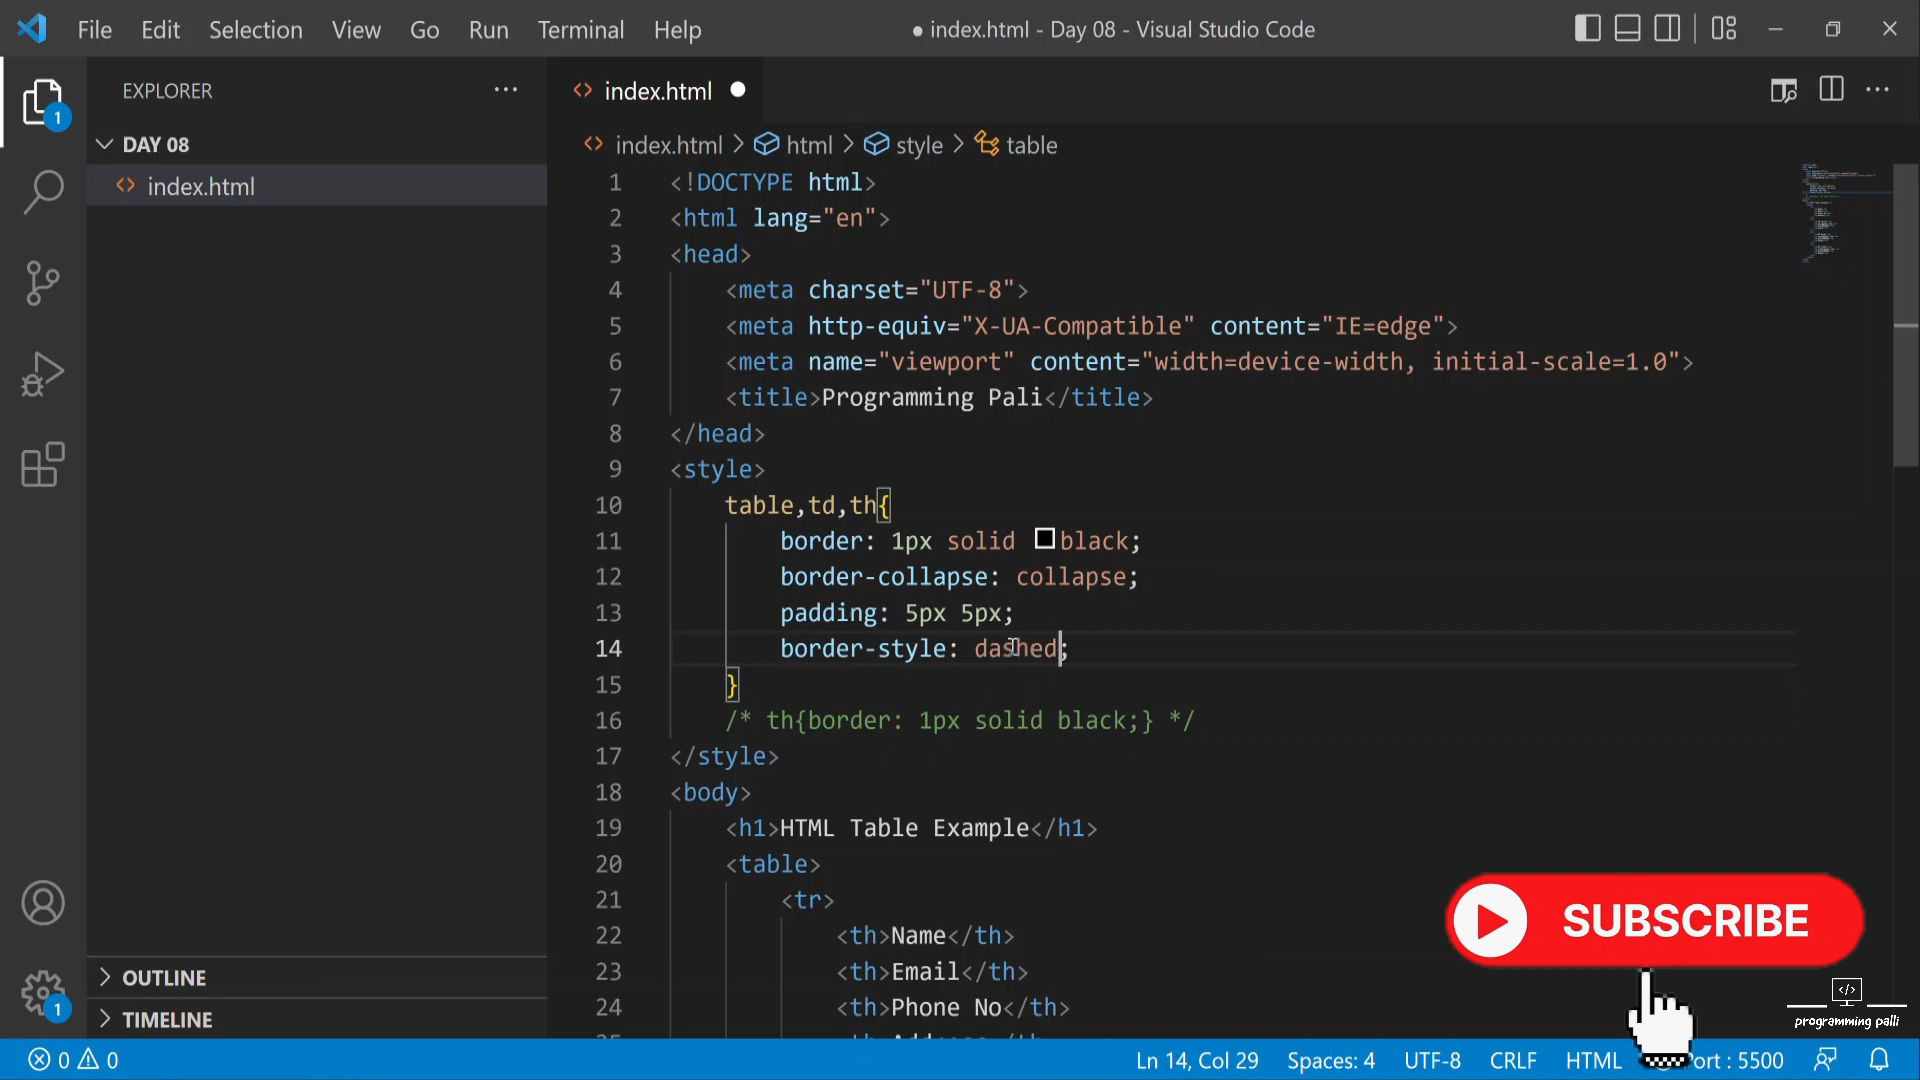 File Edit Selection View Go Run Terminal Help
● index.html - Day 08 - Visual Studio Code
EXPLORER
index.html
DAY 08
index.html > html > style > table
index.html
1 <!DOCTYPE html>
2 <html lang="en">
3 <head>
4 <meta charset="UTF-8">
5 <meta http-equiv="X-UA-Compatible" content="IE=edge">
6 <meta name="viewport" content="width=device-width, initial-scale=1.0">
7 <title>Programming Pali</title>
8 </head>
9 <style>
10 table,td,th{
11 border: 1px solid black;
12 border-collapse: collapse;
13 padding: 5px 5px;
14 border-style: dashed;
15 }
16 /* th{border: 1px solid black;} */
17 </style>
18 <body>
19 <h1>HTML Table Example</h1>
20 <table>
21 <tr>
22 <th>Name</th>
23 <th>Email</th>
24 <th>Phone No</th>
SUBSCRIBE
</>
programming palli
1
1
OUTLINE
TIMELINE
0 0
Ln 14, Col 29 Spaces: 4 UTF-8 CRLF HTML ort : 5500